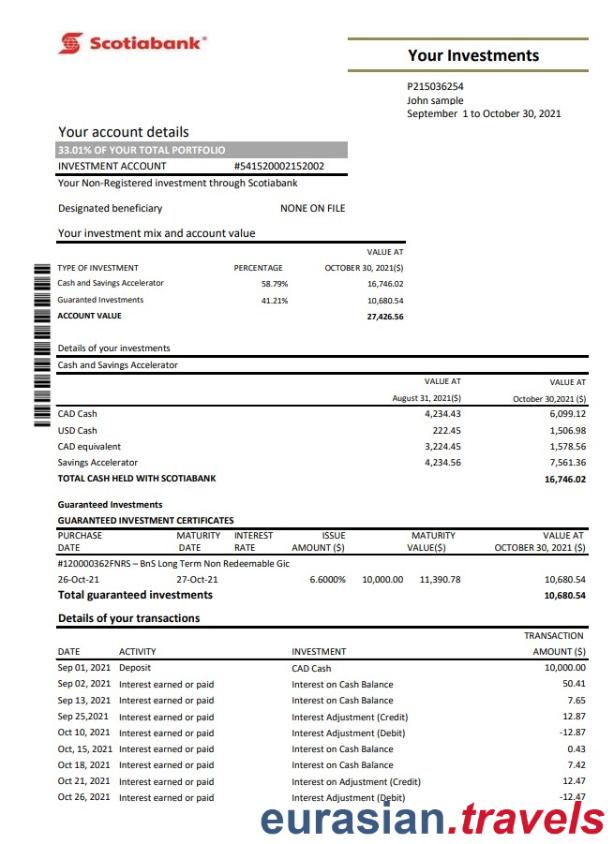 Scotiabank
Your Investments
P215036254
John sample
September 1 to October 30, 2021
Your account details
33.01% OF YOUR TOTAL PORTFOLIO
INVESTMENT ACCOUNT #541520002152002
Your Non-Registered investment through Scotiabank
Designated beneficiary NONE ON FILE
Your investment mix and account value
VALUE AT
TYPE OF INVESTMENT PERCENTAGE OCTOBER 30, 2021($)
Cash and Savings Accelerator 58.79% 16,746.02
Guaranted Investments 41.21% 10,680.54
ACCOUNT VALUE 27,426.56
Details of your investments
Cash and Savings Accelerator
VALUE AT VALUE AT
August 31, 2021($) October 30,2021 ($)
CAD Cash 4,234.43 6,099.12
USD Cash 222.45 1,506.98
CAD equivalent 3,224.45 1,578.56
Savings Accelerator 4,234.56 7,561.36
TOTAL CASH HELD WITH SCOTIABANK 16,746.02
Guaranteed Investments
GUARANTEED INVESTMENT CERTIFICATES
PURCHASE MATURITY INTEREST ISSUE MATURITY VALUE AT
DATE DATE RATE AMOUNT ($) VALUE($) OCTOBER 30, 2021 ($)
#120000362FNRS – BnS Long Term Non Redeemable Gic
26-Oct-21 27-Oct-21 6.6000% 10,000.00 11,390.78 10,680.54
Total guaranteed investments 10,680.54
Details of your transactions
TRANSACTION
DATE ACTIVITY INVESTMENT AMOUNT ($)
Sep 01, 2021 Deposit CAD Cash 10,000.00
Sep 02, 2021 Interest earned or paid Interest on Cash Balance 50.41
Sep 13, 2021 Interest earned or paid Interest on Cash Balance 7.65
Sep 25,2021 Interest earned or paid Interest Adjustment (Credit) 12.87
Oct 10, 2021 Interest earned or paid Interest Adjustment (Debit) -12.87
Oct, 15, 2021 Interest earned or paid Interest on Cash Balance 0.43
Oct 18, 2021 Interest earned or paid Interest on Cash Balance 7.42
Oct 21, 2021 Interest earned or paid Interest on Adjustment (Credit) 12.47
Oct 26, 2021 Interest earned or paid Interest Adjustment (Debit) -12.47
eurasian.travels